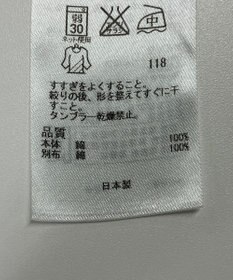 弱
30
ネット使用
中
118
すすぎをよくすること。
絞りの後、形を整えてすぐに干
すこと。
タンブラー乾燥禁止。
品質
本体 綿 100%
別布 綿 100%
日本製